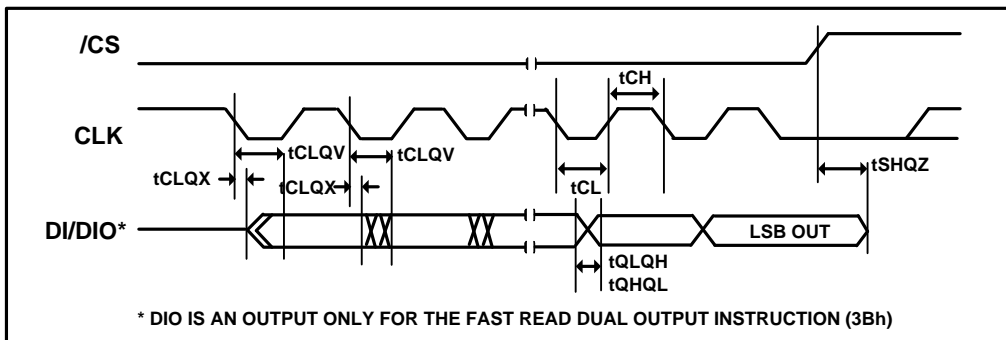 /CS
tCH
CLK
tCLQV
tCLQV
tSHQZ
tCLQX
tCLQX
tCL
DI/DIO*
LSB OUT
tQLQH
tQHQL
* DIO IS AN OUTPUT ONLY FOR THE FAST READ DUAL OUTPUT INSTRUCTION (3Bh)